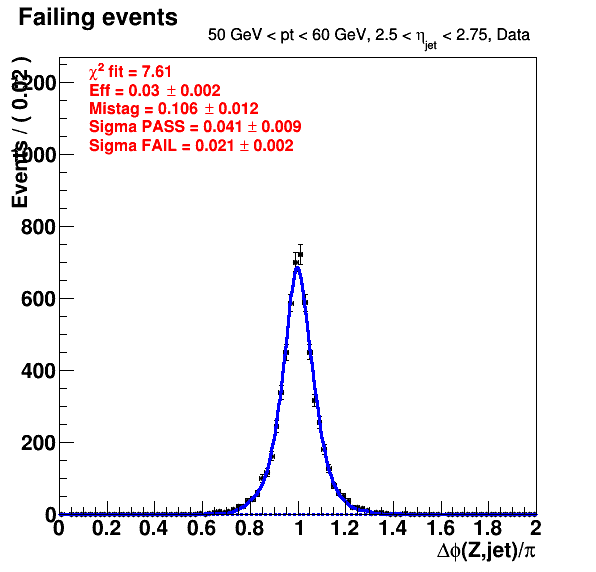 Failing events
50 GeV < pt < 60 GeV, 2.5 < η_jet < 2.75, Data
Events / ( 0.02 )
χ² fit = 7.61
Eff = 0.03 ± 0.002
Mistag = 0.106 ± 0.012
Sigma PASS = 0.041 ± 0.009
Sigma FAIL = 0.021 ± 0.002
1200
1000
800
600
400
200
0
0 0.2 0.4 0.6 0.8 1 1.2 1.4 1.6 1.8 2
Δϕ(Z,jet)/π